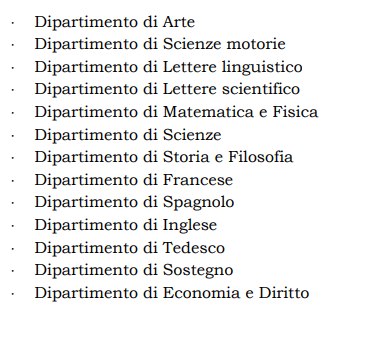 · Dipartimento di Arte
· Dipartimento di Scienze motorie
· Dipartimento di Lettere linguistico
· Dipartimento di Lettere scientifico
· Dipartimento di Matematica e Fisica
· Dipartimento di Scienze
· Dipartimento di Storia e Filosofia
· Dipartimento di Francese
· Dipartimento di Spagnolo
· Dipartimento di Inglese
· Dipartimento di Tedesco
· Dipartimento di Sostegno
· Dipartimento di Economia e Diritto